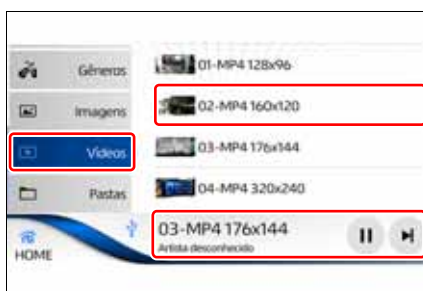 Gêneros
Imagens
Vídeos
Pastas
HOME
01-MP4 128x96
02-MP4 160x120
03-MP4 176x144
04-MP4 320x240
03-MP4 176x144
Artista desconhecido